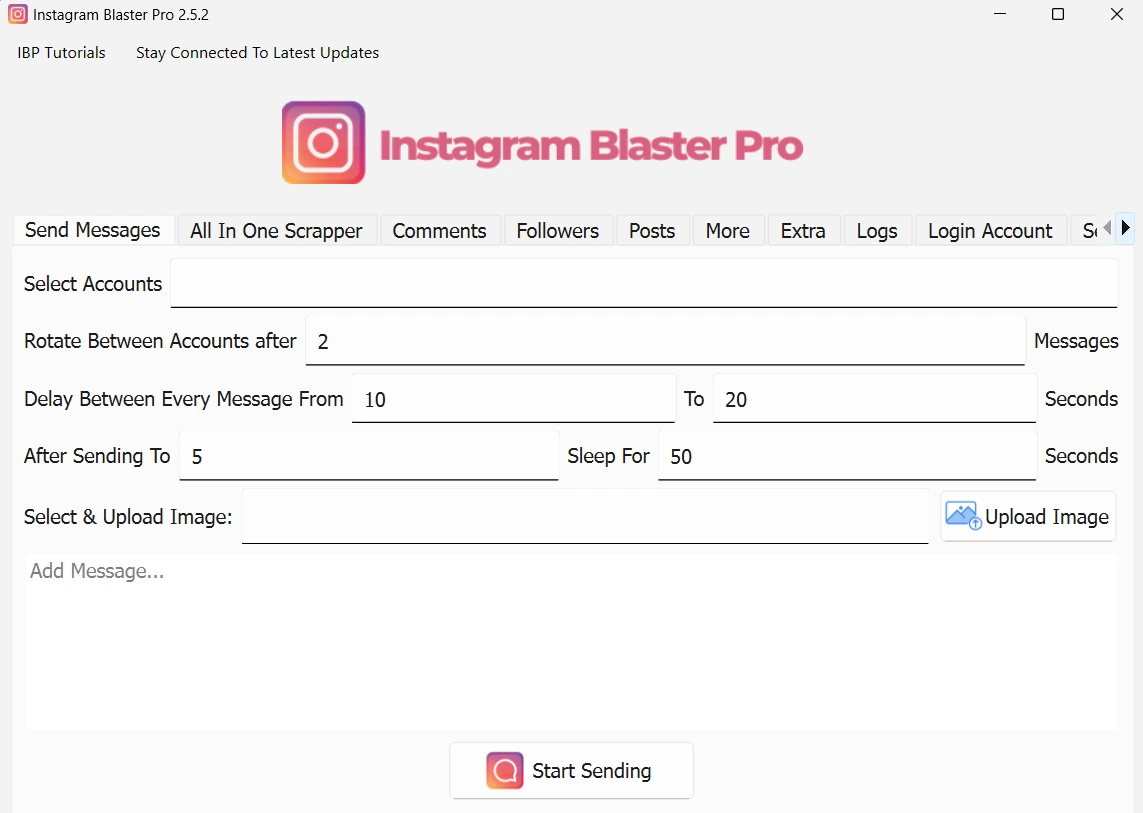 Instagram Blaster Pro 2.5.2
IBP Tutorials Stay Connected To Latest Updates
Instagram Blaster Pro
Send Messages All In One Scrapper Comments Followers Posts More Extra Logs Login Account
Select Accounts
Rotate Between Accounts after 2 Messages
Delay Between Every Message From 10 To 20 Seconds
After Sending To 5 Sleep For 50 Seconds
Select & Upload Image: Upload Image
Add Message...
Start Sending